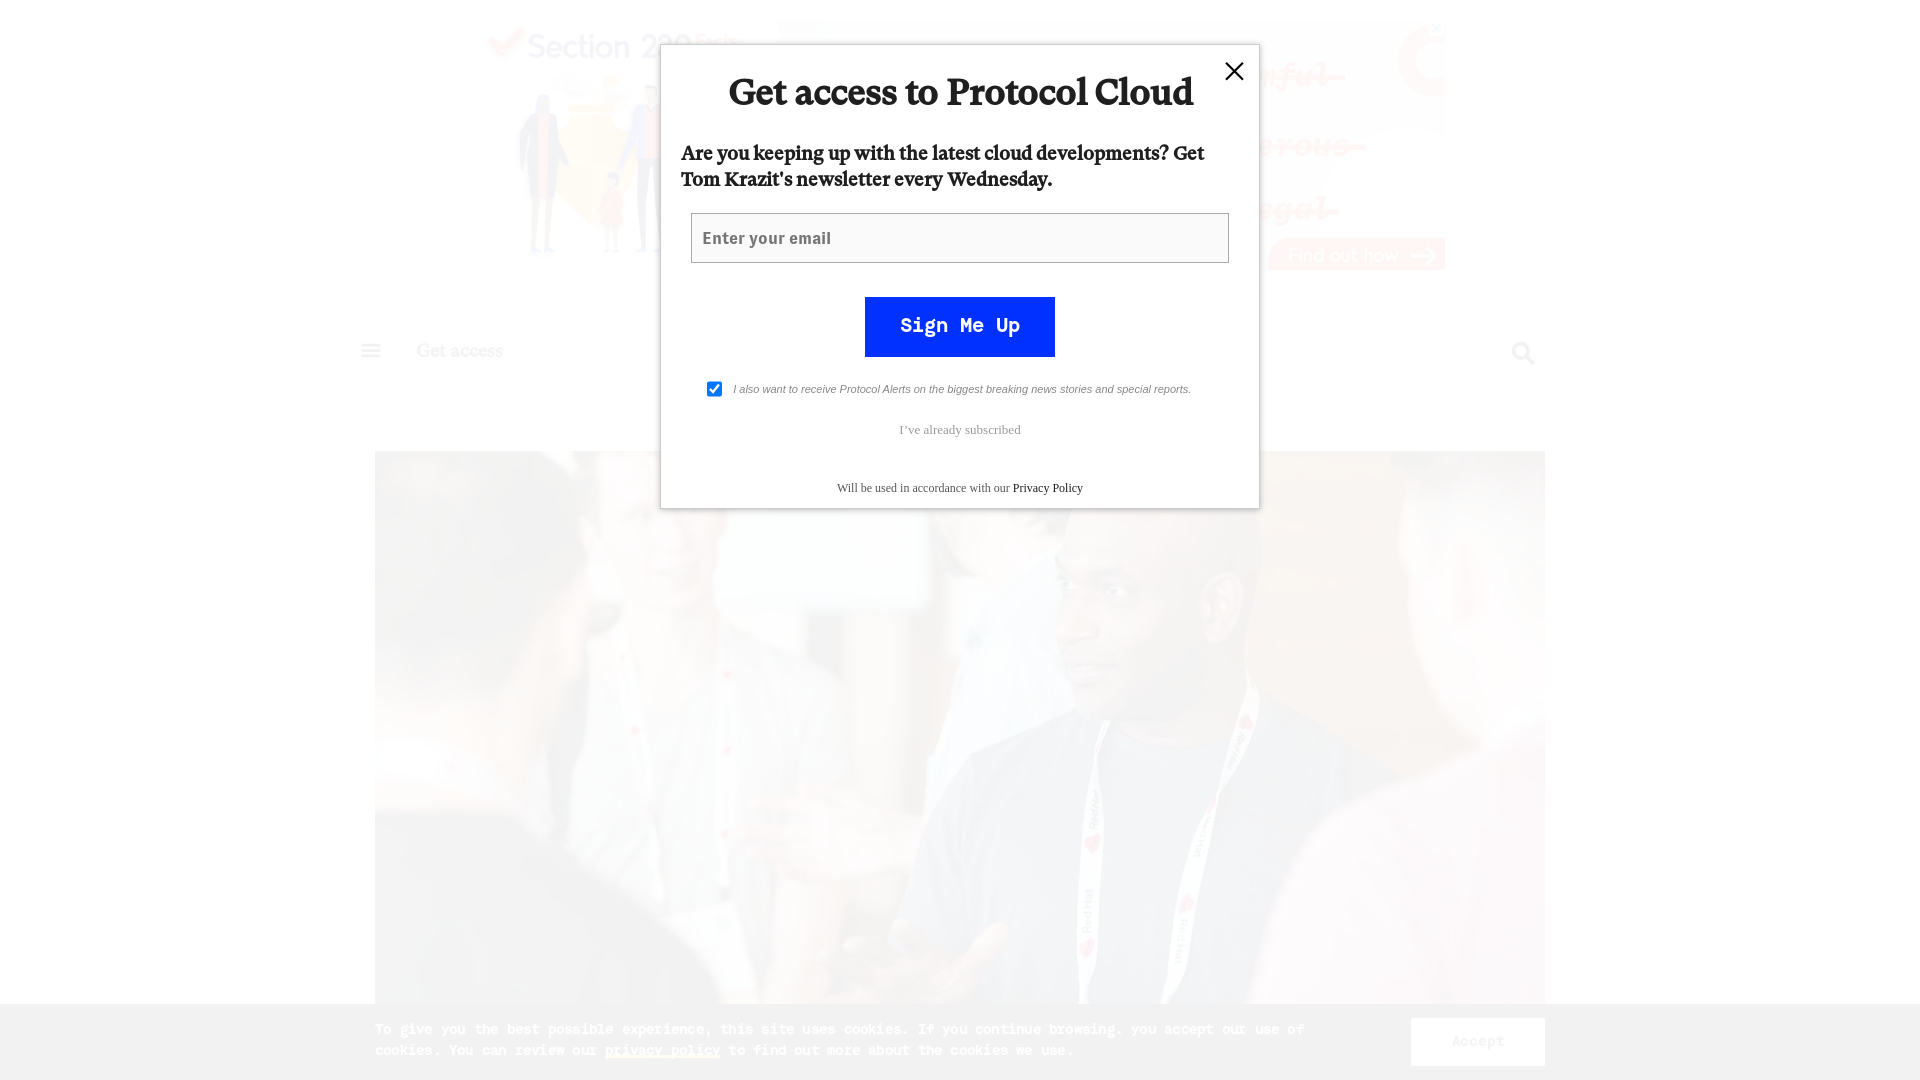 Section 230
Get access to Protocol Cloud
Are you keeping up with the latest cloud developments? Get
Tom Krazit's newsletter every Wednesday.
Enter your email
Sign Me Up
I also want to receive Protocol Alerts on the biggest breaking news stories and special reports.
I've already subscribed
Will be used in accordance with our Privacy Policy
Find out how
Get access
Red Hat
Red Hat
To give you the best possible experience, this site uses cookies. If you continue browsing. you accept our use of
cookies. You can review our privacy policy to find out more about the cookies we use.
Accept